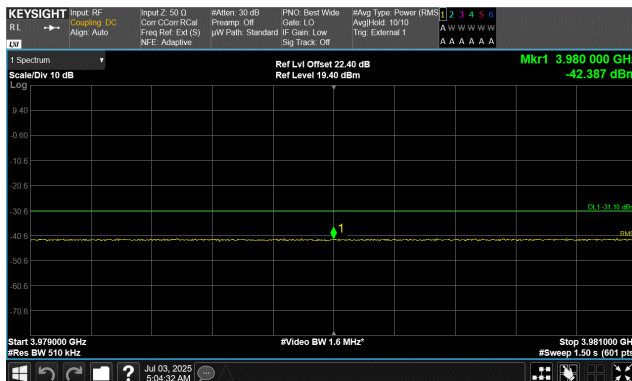 KEYSIGHT
RL
LXI
Input: RF
Coupling: DC
Align: Auto
Input Z: 50 Ω
Corr CCorr RCal
Freq Ref: Ext (S)
NFE: Adaptive
#Atten: 30 dB
Preamp: Off
µW Path: Standard
PNO: Best Wide
Gate: LO
IF Gain: Low
Sig Track: Off
#Avg Type: Power (RMS
Avg|Hold: 10/10
Trig: External 1
1 2 3 4 5 6
A W W W W W
A A A A A A
1 Spectrum
Scale/Div 10 dB
Log
Ref Lvl Offset 22.40 dB
Ref Level 19.40 dBm
Mkr1 3.980 000 GHz
-42.387 dBm
9.40
-0.60
-10.6
-20.6
-30.6
DL1 -31.10 dBm
1
RMS
-40.6
-50.6
-60.6
-70.6
Start 3.979000 GHz
#Res BW 510 kHz
#Video BW 1.6 MHz*
Stop 3.981000 GHz
#Sweep 1.50 s (601 pts)
?
Jul 03, 2025
5:04:32 AM